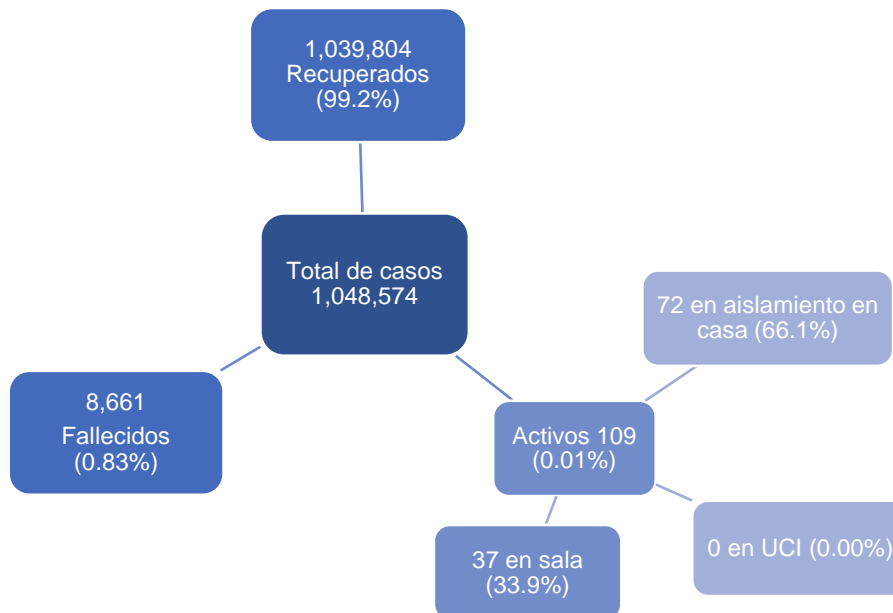 1,039,804
Recuperados
(99.2%)
Total de casos
1,048,574
72 en aislamiento en
casa (66.1%)
8,661
Fallecidos
(0.83%)
Activos 109
(0.01%)
37 en sala
(33.9%)
0 en UCI (0.00%)